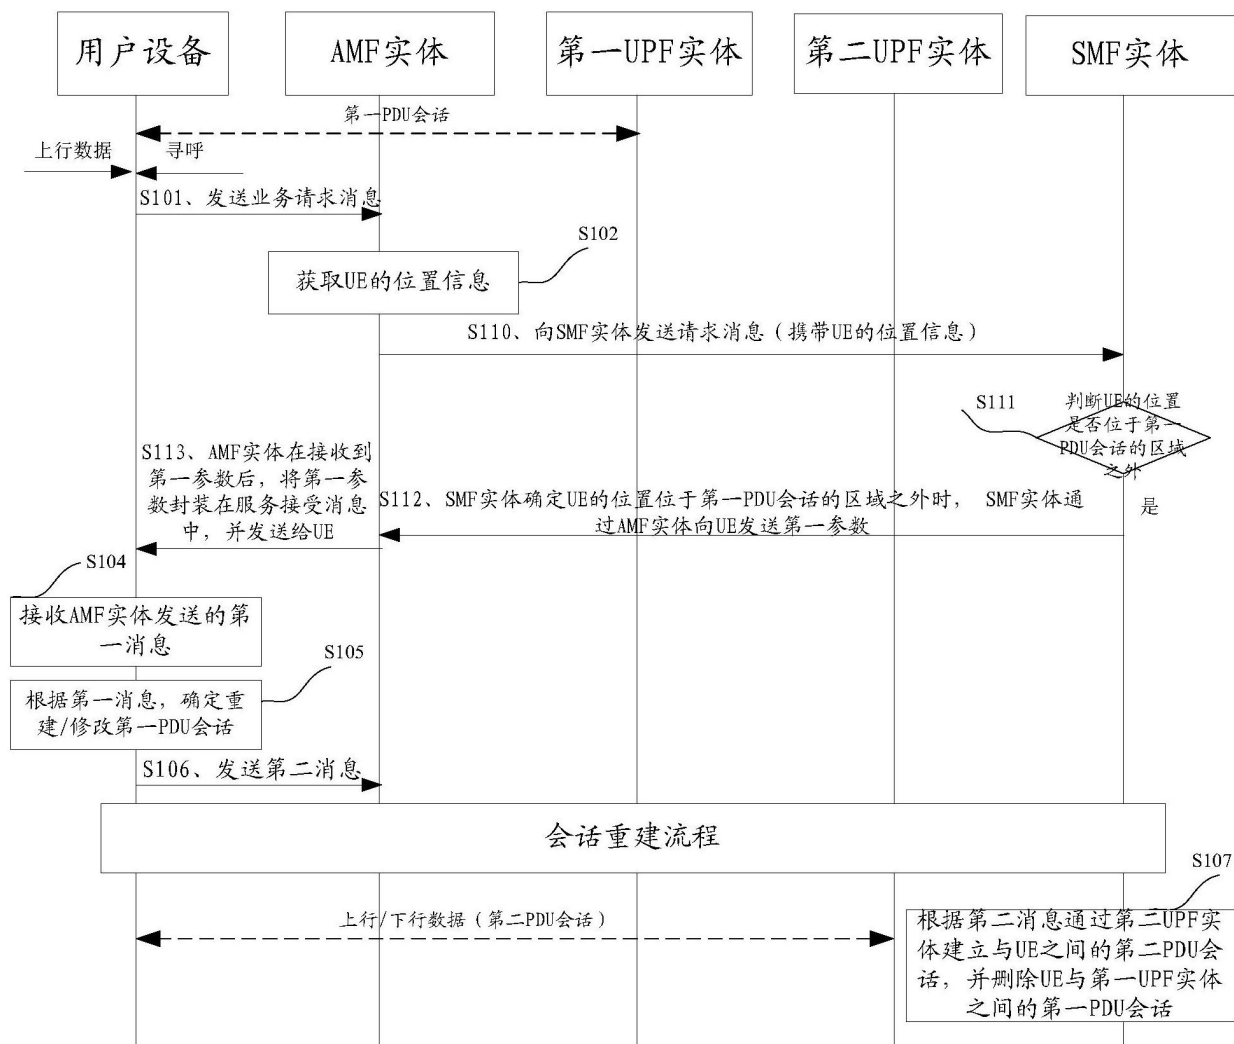 用户设备
AMF实体
第一UPF实体
第二UPF实体
SMF实体
第一PDU会话
上行数据
寻呼
S101、发送业务请求消息
S102
获取UE的位置信息
S110、向SMF实体发送请求消息（携带UE的位置信息）
S111
判断UE的位置
是否位于第一
PDU会话的区域
之外
是
S113、AMF实体在接收到
第一参数后，将第一参
数封装在服务接受消息
中，并发送给UE
S112、SMF实体确定UE的位置位于第一PDU会话的区域之外时， SMF实体通
过AMF实体向UE发送第一参数
S104
接收AMF实体发送的第
一消息
S105
根据第一消息，确定重
建/修改第一PDU会话
S106、发送第二消息
会话重建流程
S107
上行/下行数据（第二PDU会话）
根据第二消息通过第二UPF实
体建立与UE之间的第二PDU会
话，并删除UE与第一UPF实体
之间的第一PDU会话